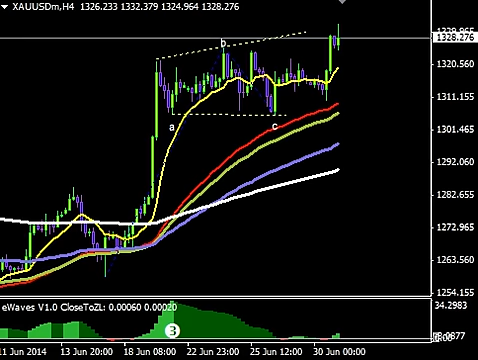 XAUUSDm,H4 1326.233 1332.379 1324.964 1328.276
1328.276
1320.560
1311.155
1301.465
1292.060
1282.655
1272.965
1263.560
1254.155
b
a
c
eWaves V1.0 CloseToZL: 0.00060 0.00020
34.2983
3
11 Jun 2014 13 Jun 20:00 18 Jun 08:00 22 Jun 23:00 25 Jun 12:00 30 Jun 00:00